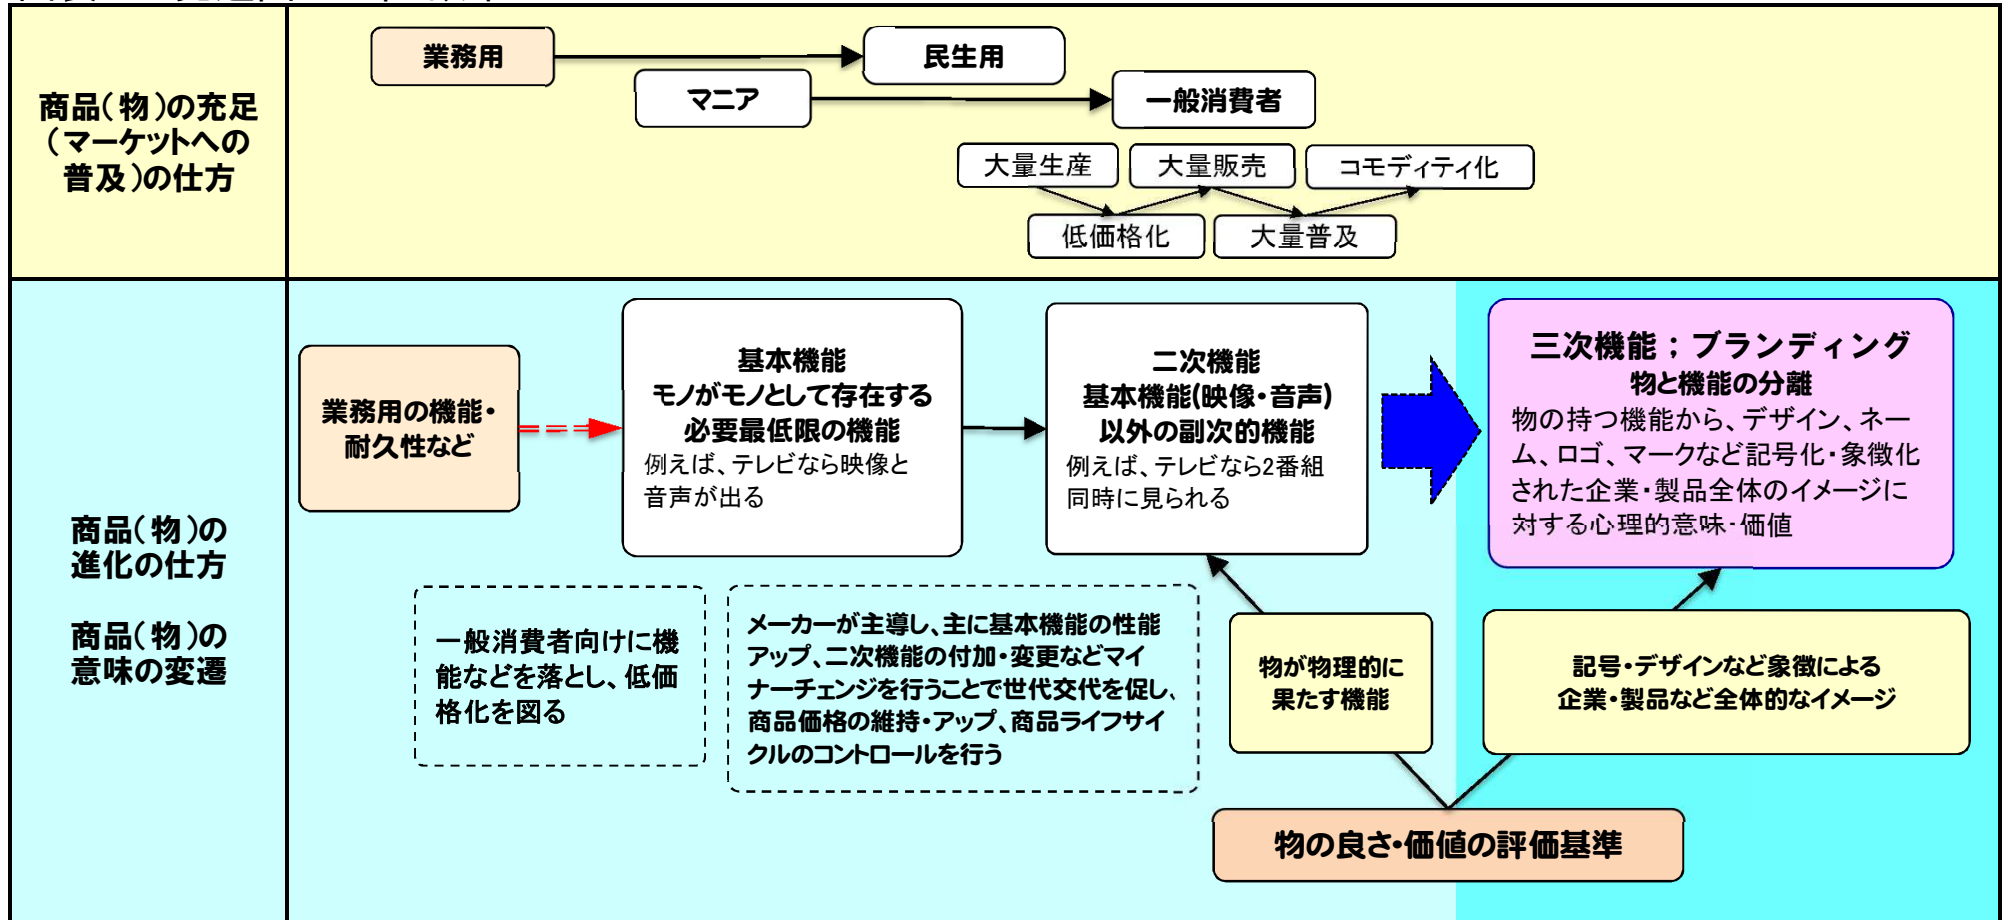 商品(物)の充足
(マーケットへの
普及)の仕方
業務用
民生用
マニア
一般消費者
大量生産
大量販売
コモディティ化
低価格化
大量普及
商品(物)の
進化の仕方
商品(物)の
意味の変遷
業務用の機能・
耐久性など
基本機能
モノがモノとして存在する
必要最低限の機能
例えば、テレビなら映像と
音声が出る
二次機能
基本機能(映像・音声)
以外の副次的機能
例えば、テレビなら2番組
同時に見られる
三次機能；ブランディング
物と機能の分離
物の持つ機能から、デザイン、ネー
ム、ロゴ、マークなど記号化・象徴化
された企業・製品全体のイメージに
対する心理的意味・価値
一般消費者向けに機
能などを落とし、低価
格化を図る
メーカーが主導し、主に基本機能の性能
アップ、二次機能の付加・変更などマイ
ナーチェンジを行うことで世代交代を促し、
商品価格の維持・アップ、商品ライフサイ
クルのコントロールを行う
物が物理的に
果たす機能
記号・デザインなど象徴による
企業・製品など全体的なイメージ
物の良さ・価値の評価基準